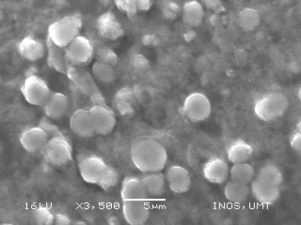 16kV X3,500 5μm INOS, UMT